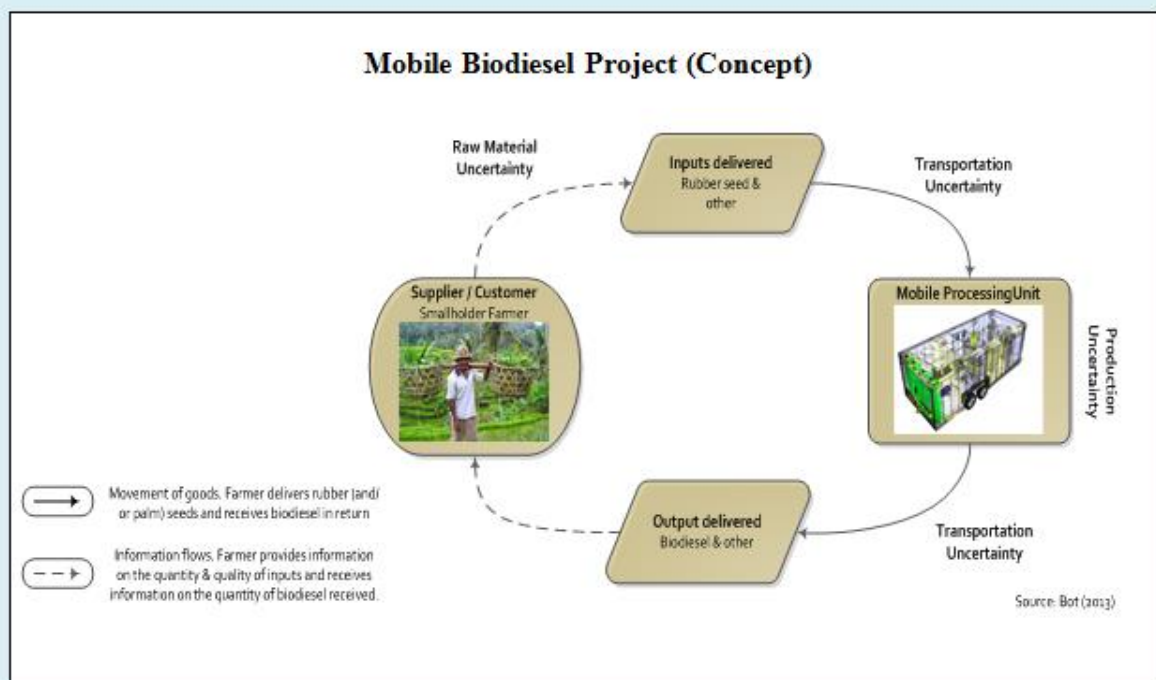 Mobile Biodiesel Project (Concept)
Raw Material
Uncertainty
Inputs delivered
Rubber seed &
other
Transportation
Uncertainty
Supplier / Customer
Smallholder Farmer
Mobile ProcessingUnit
Production
Uncertainty
Movement of goods. Farmer delivers rubber (and/
or palm) seeds and receives biodiesel in return
Output delivered
Biodiesel & other
Transportation
Uncertainty
Information flows. Farmer provides information
on the quantity & quality of inputs and receives
information on the quantity of biodiesel received.
Source: Bot (2013)